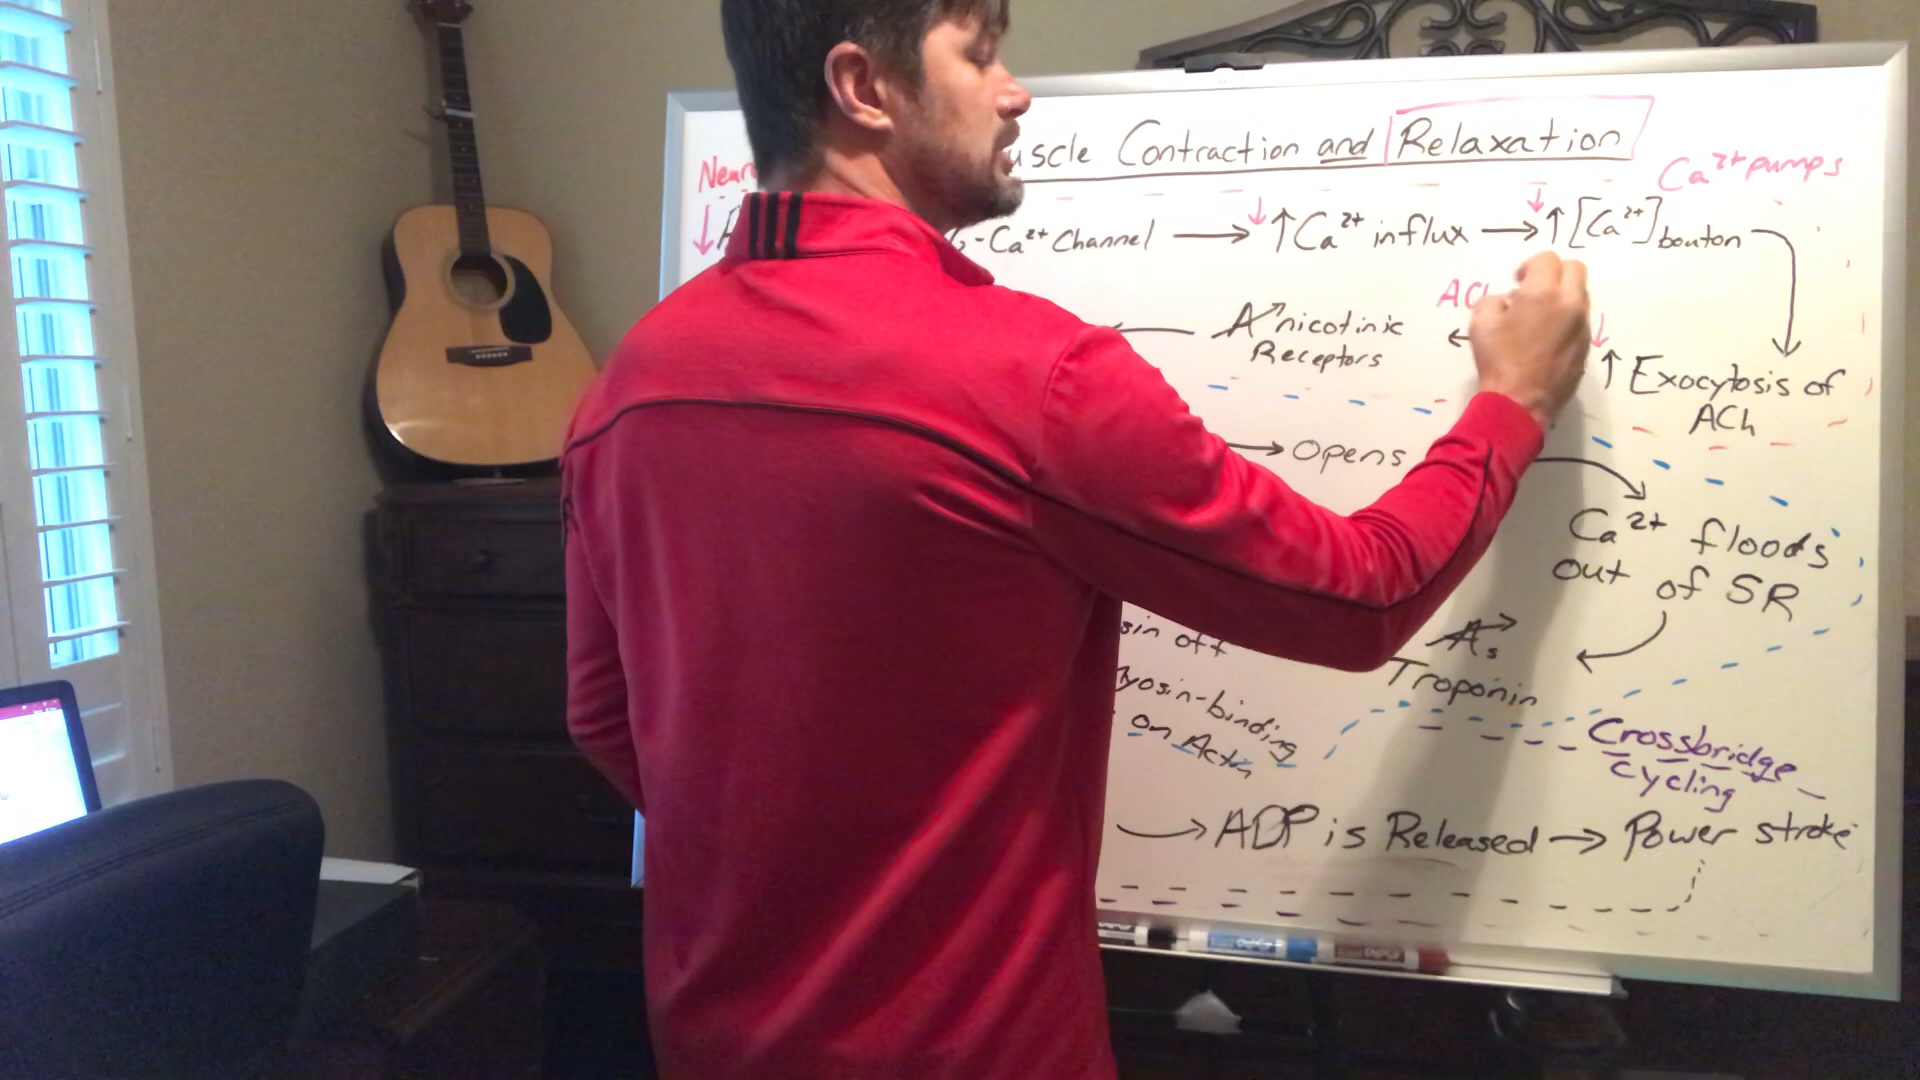 uscle Contraction and Relaxation
Neuro
Ca²⁺ pumps
↓
-Ca²⁺ Channel → ↓ ↑ Ca²⁺ influx → ↓ ↑ [Ca²⁺] bouton
ACh
← nicotinic ←
Receptors
↓ ↑ Exocytosis of
ACh
→ Opens
Ca²⁺ floods
out of SR
sin off
As
Troponin
yosin-binding
on Actin
Crossbridge
cycling
→ ADP is Released → Power stroke